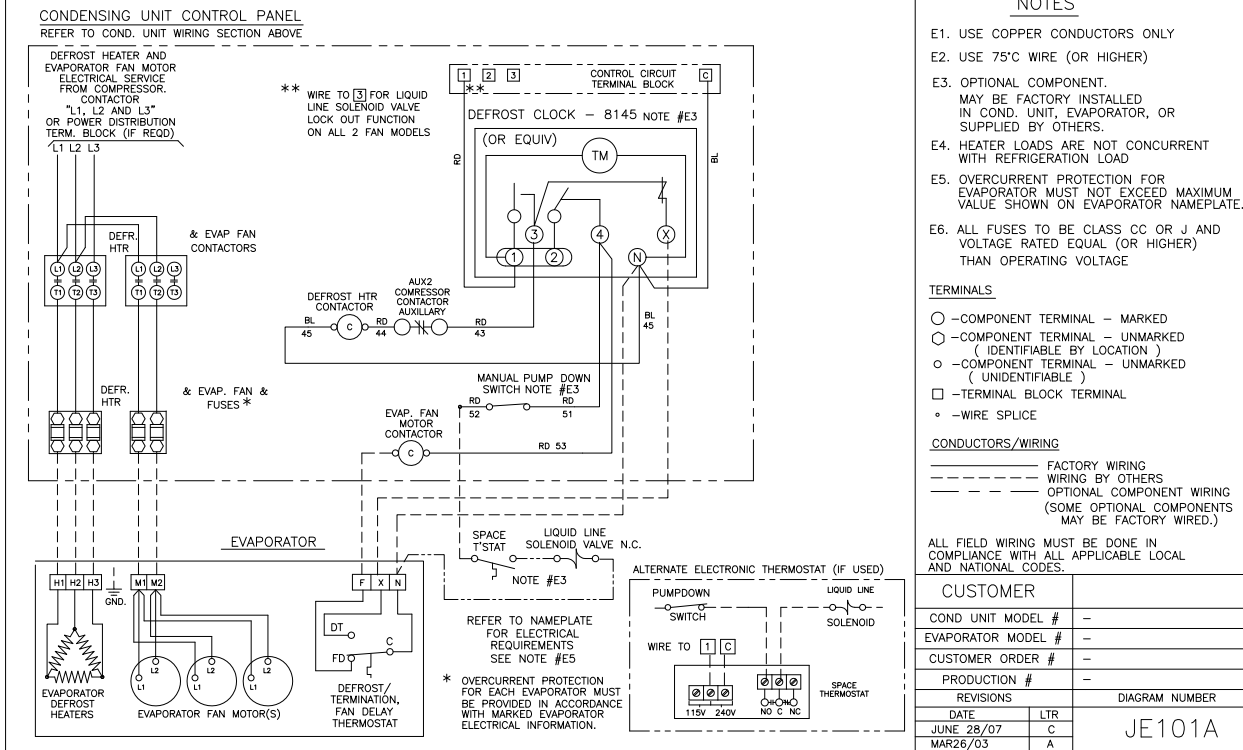 CONDENSING UNIT CONTROL PANEL
REFER TO COND. UNIT WIRING SECTION ABOVE
DEFROST HEATER AND
EVAPORATOR FAN MOTOR
ELECTRICAL SERVICE
FROM COMPRESSOR.
CONTACTOR
"L1, L2 AND L3"
OR POWER DISTRIBUTION
TERM. BLOCK (IF REQD)
L1 L2 L3
** WIRE TO 3 FOR LIQUID
LINE SOLENOID VALVE
LOCK OUT FUNCTION
ON ALL 2 FAN MODELS
1 2 3
**
CONTROL CIRCUIT
TERMINAL BLOCK
C
DEFROST CLOCK - 8145 NOTE #E3
(OR EQUIV)
TM
RD
BL
3 4 X
1 2 N
DEFR.
HTR
& EVAP FAN
CONTACTORS
L1 L2 L3
T1 T2 T3
L1 L2 L3
T1 T2 T3
DEFROST HTR
CONTACTOR
AUX2
COMRESSOR
CONTACTOR
AUXILLARY
BL
45
C
RD
44
RD
43
BL
45
MANUAL PUMP DOWN
SWITCH NOTE #E3
RD
52
RD
51
DEFR.
HTR
& EVAP. FAN &
FUSES *
EVAP. FAN
MOTOR
CONTACTOR
C
RD 53
EVAPORATOR
H1 H2 H3
GND.
M1 M2
F X N
DT
C
FD
L2
L1
L2
L1
L2
L1
EVAPORATOR
DEFROST
HEATERS
EVAPORATOR FAN MOTOR(S)
DEFROST/
TERMINATION,
FAN DELAY
THERMOSTAT
SPACE
T'STAT
LIQUID LINE
SOLENOID VALVE N.C.
NOTE #E3
REFER TO NAMEPLATE
FOR ELECTRICAL
REQUIREMENTS
SEE NOTE #E5
* OVERCURRENT PROTECTION
FOR EACH EVAPORATOR MUST
BE PROVIDED IN ACCORDANCE
WITH MARKED EVAPORATOR
ELECTRICAL INFORMATION.
ALTERNATE ELECTRONIC THERMOSTAT (IF USED)
PUMPDOWN
SWITCH
LIQUID LINE
SOLENOID
WIRE TO 1 C
115V 240V
NO C NC
SPACE
THERMOSTAT
NOTES
E1. USE COPPER CONDUCTORS ONLY
E2. USE 75°C WIRE (OR HIGHER)
E3. OPTIONAL COMPONENT.
MAY BE FACTORY INSTALLED
IN COND. UNIT, EVAPORATOR, OR
SUPPLIED BY OTHERS.
E4. HEATER LOADS ARE NOT CONCURRENT
WITH REFRIGERATION LOAD
E5. OVERCURRENT PROTECTION FOR
EVAPORATOR MUST NOT EXCEED MAXIMUM
VALUE SHOWN ON EVAPORATOR NAMEPLATE.
E6. ALL FUSES TO BE CLASS CC OR J AND
VOLTAGE RATED EQUAL (OR HIGHER)
THAN OPERATING VOLTAGE
TERMINALS
-COMPONENT TERMINAL - MARKED
-COMPONENT TERMINAL - UNMARKED
( IDENTIFIABLE BY LOCATION )
-COMPONENT TERMINAL - UNMARKED
( UNIDENTIFIABLE )
-TERMINAL BLOCK TERMINAL
-WIRE SPLICE
CONDUCTORS/WIRING
FACTORY WIRING
WIRING BY OTHERS
OPTIONAL COMPONENT WIRING
(SOME OPTIONAL COMPONENTS
MAY BE FACTORY WIRED.)
ALL FIELD WIRING MUST BE DONE IN
COMPLIANCE WITH ALL APPLICABLE LOCAL
AND NATIONAL CODES.
CUSTOMER
COND UNIT MODEL # -
EVAPORATOR MODEL # -
CUSTOMER ORDER # -
PRODUCTION # -
REVISIONS
DIAGRAM NUMBER
DATE LTR
JUNE 28/07 C
MAR26/03 A
JE101A